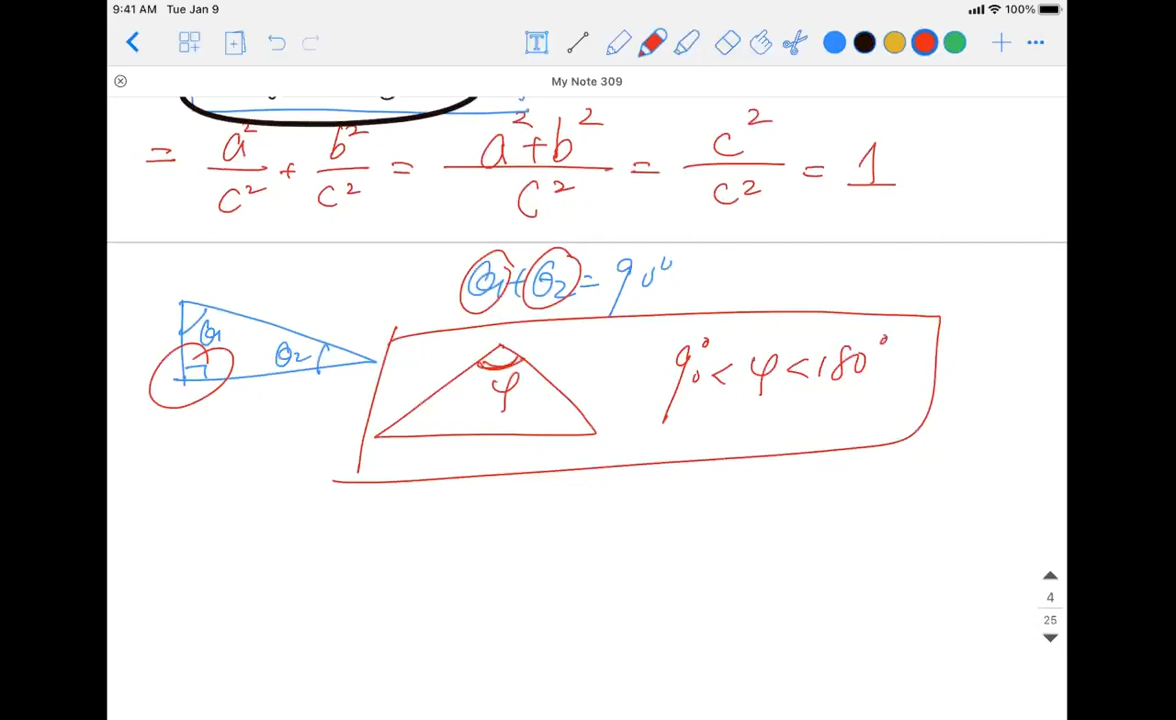 9:41 AM Tue Jan 9
100%
T
My Note 309
= a²/c² + b²/c² = a²+b²/c² = c²/c² = 1
θ1+θ2=90°
θ1
θ2
φ
90°<φ<180°
4
25